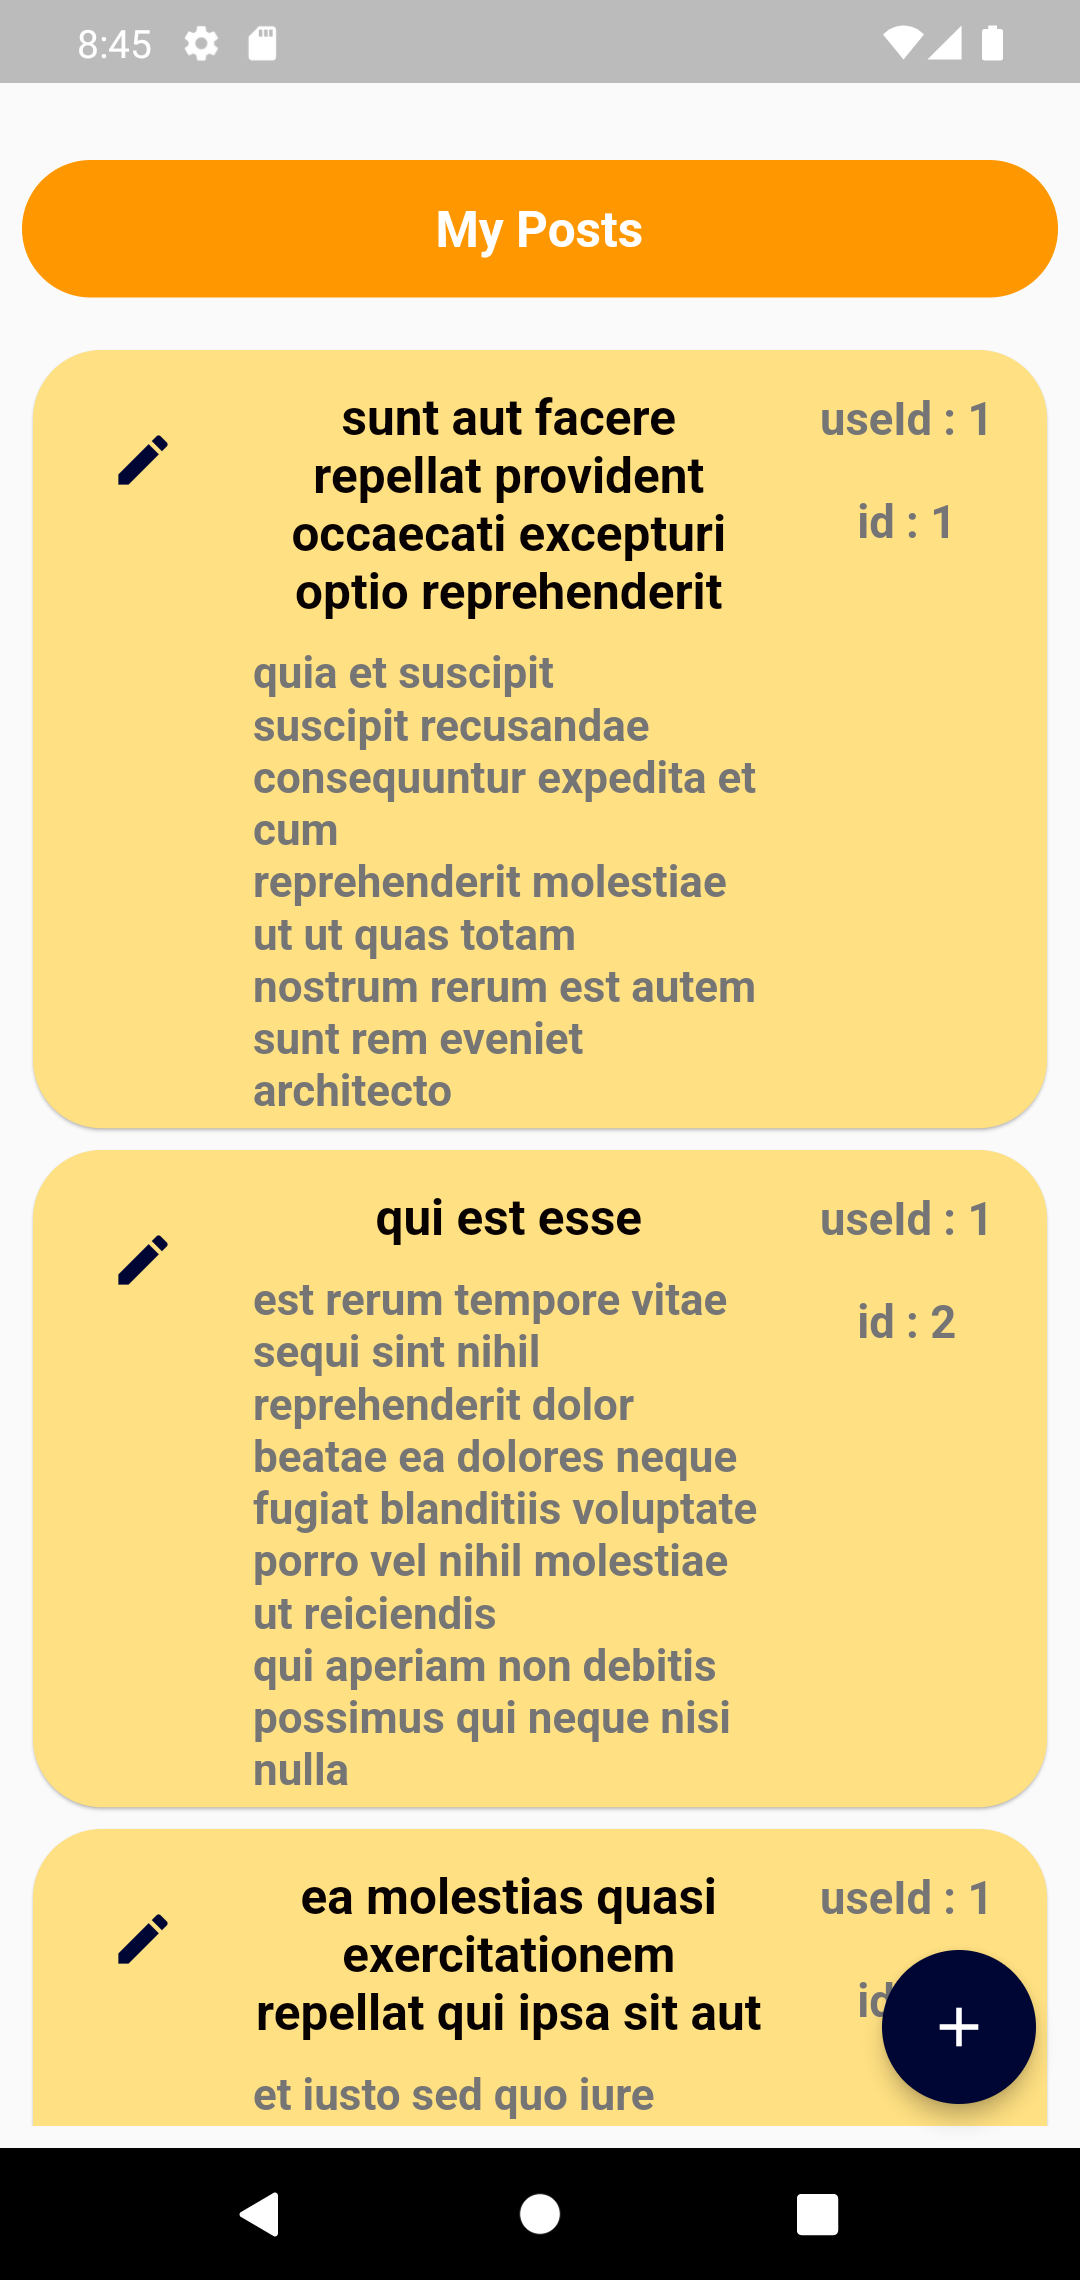 8:45
My Posts
sunt aut facere
repellat provident
occaecati excepturi
optio reprehenderit
useId : 1
id : 1
quia et suscipit
suscipit recusandae
consequuntur expedita et
cum
reprehenderit molestiae
ut ut quas totam
nostrum rerum est autem
sunt rem eveniet
architecto
qui est esse
useId : 1
id : 2
est rerum tempore vitae
sequi sint nihil
reprehenderit dolor
beatae ea dolores neque
fugiat blanditiis voluptate
porro vel nihil molestiae
ut reiciendis
qui aperiam non debitis
possimus qui neque nisi
nulla
ea molestias quasi
exercitationem
repellat qui ipsa sit aut
useId : 1
id
et iusto sed quo iure